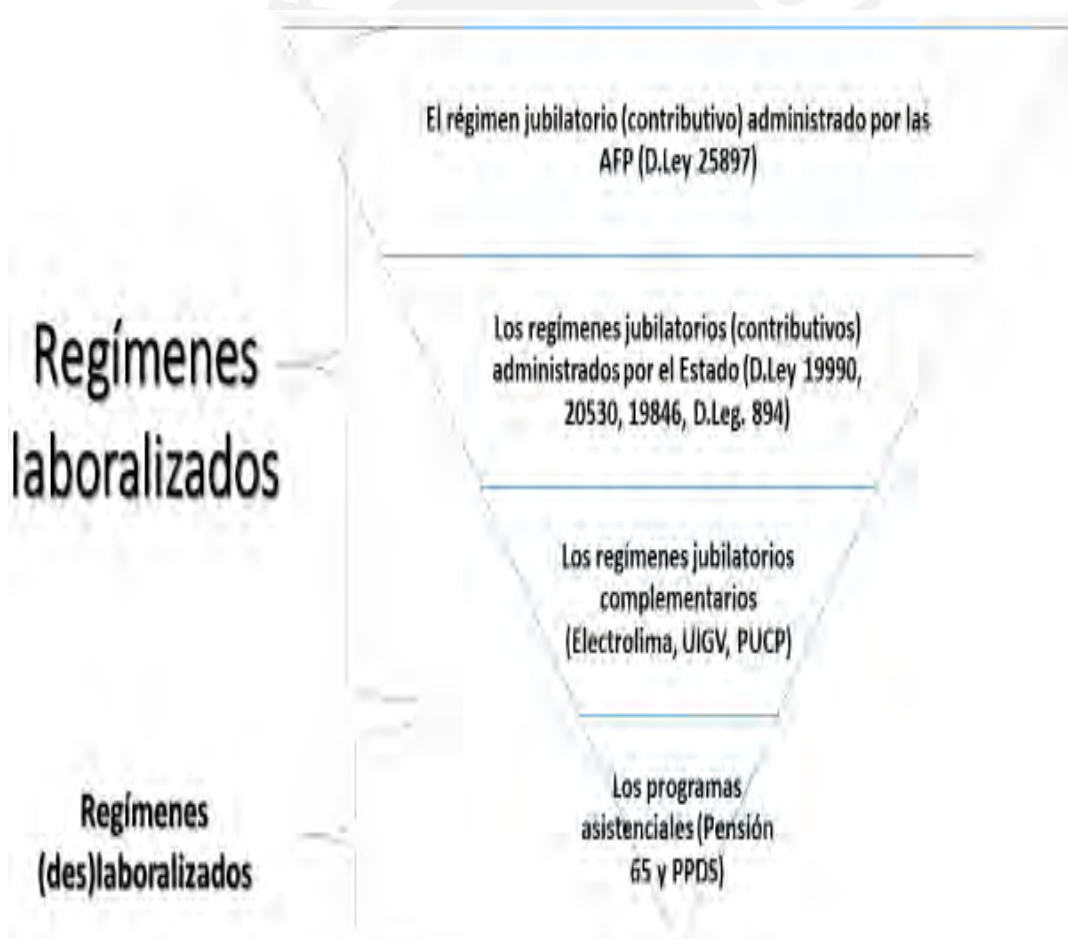 El régimen jubilatorio (contributivo) administrado por las
AFP (D.Ley 25897)
Regímenes
laboralizados
Los regímenes jubilatorios (contributivos)
administrados por el Estado (D.Ley 19990,
20530, 19846, D.Leg. 894)
Los regímenes jubilatorios
complementarios
(Electrolima, UIGV, PUCP)
Regímenes
(des)laboralizados
Los programas
asistenciales (Pensión
65 y PPDS)